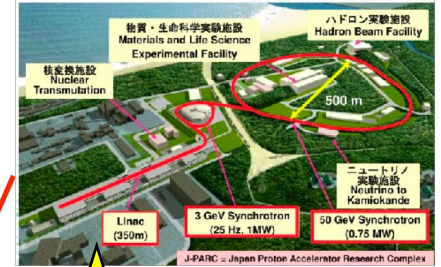 物質・生命科学実験施設
Materials and Life Science
Experimental Facility
ハドロン実験施設
Hadron Beam Facility
核変換施設
Nuclear
Transmutation
500 m
ニュートリノ
実験施設
Neutrino to
Kamiokande
Linac
(350m)
3 GeV Synchrotron
(25 Hz, 1MW)
50 GeV Synchrotron
(0.75 MW)
J-PARC = Japan Proton Accelerator Research Complex